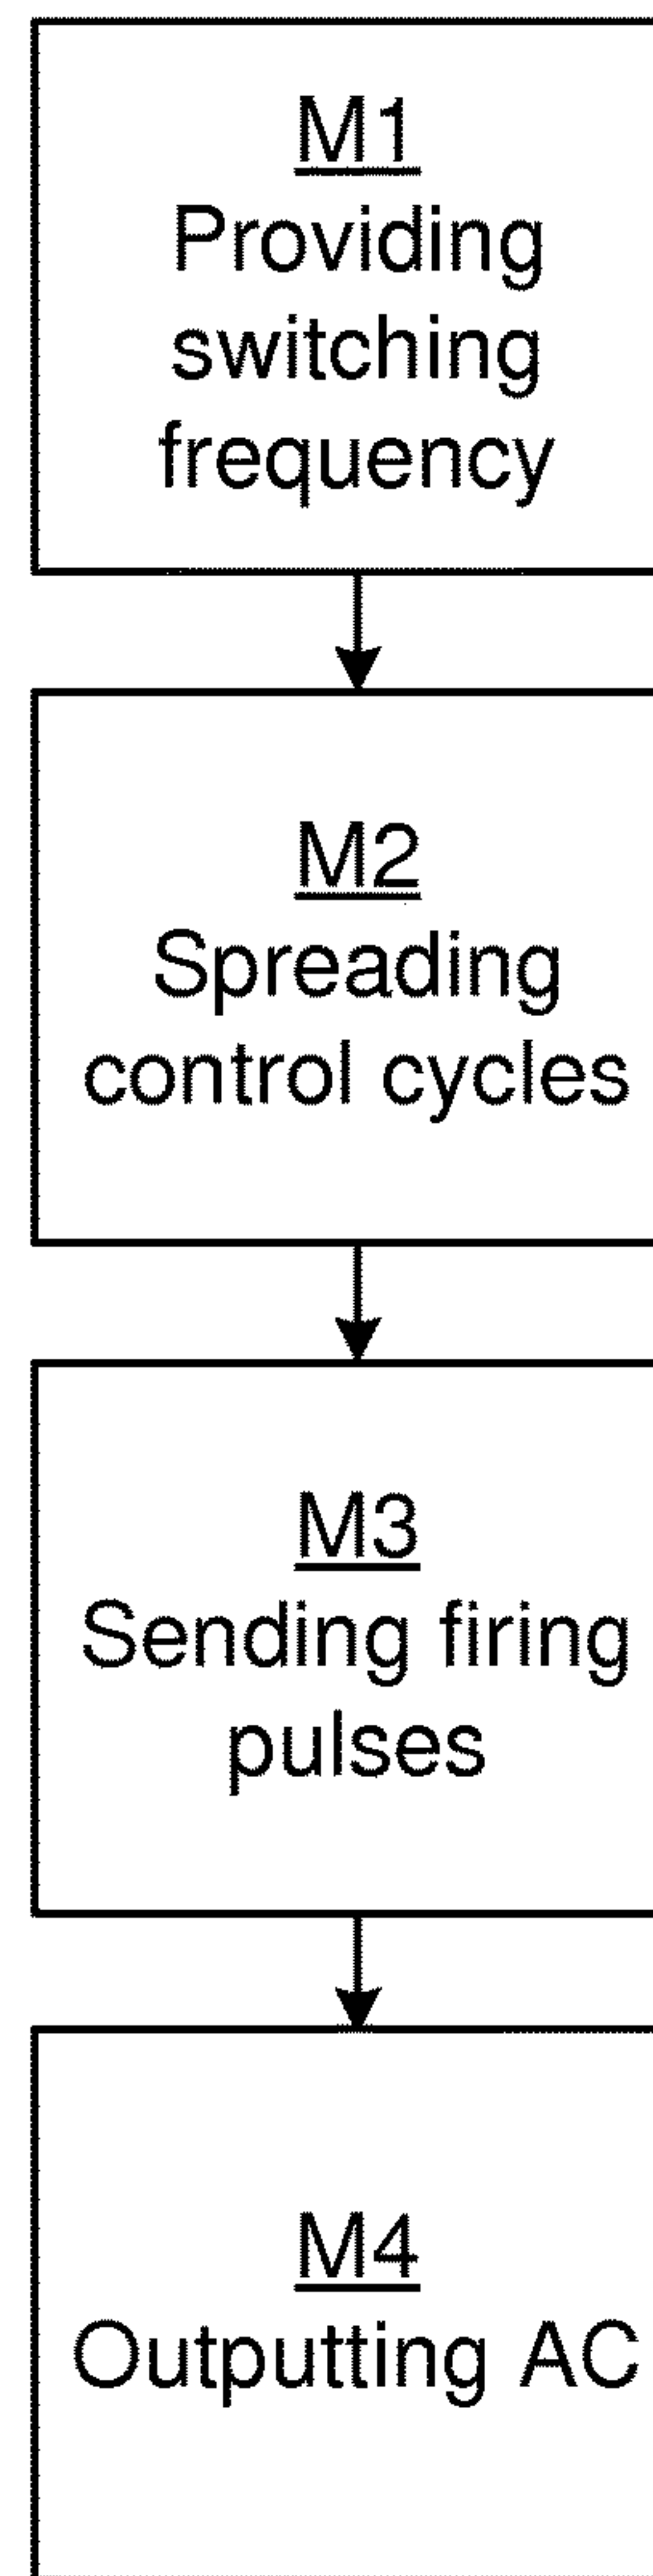 M1
Providing
switching
frequency
M2
Spreading
control cycles
M3
Sending firing
pulses
M4
Outputting AC